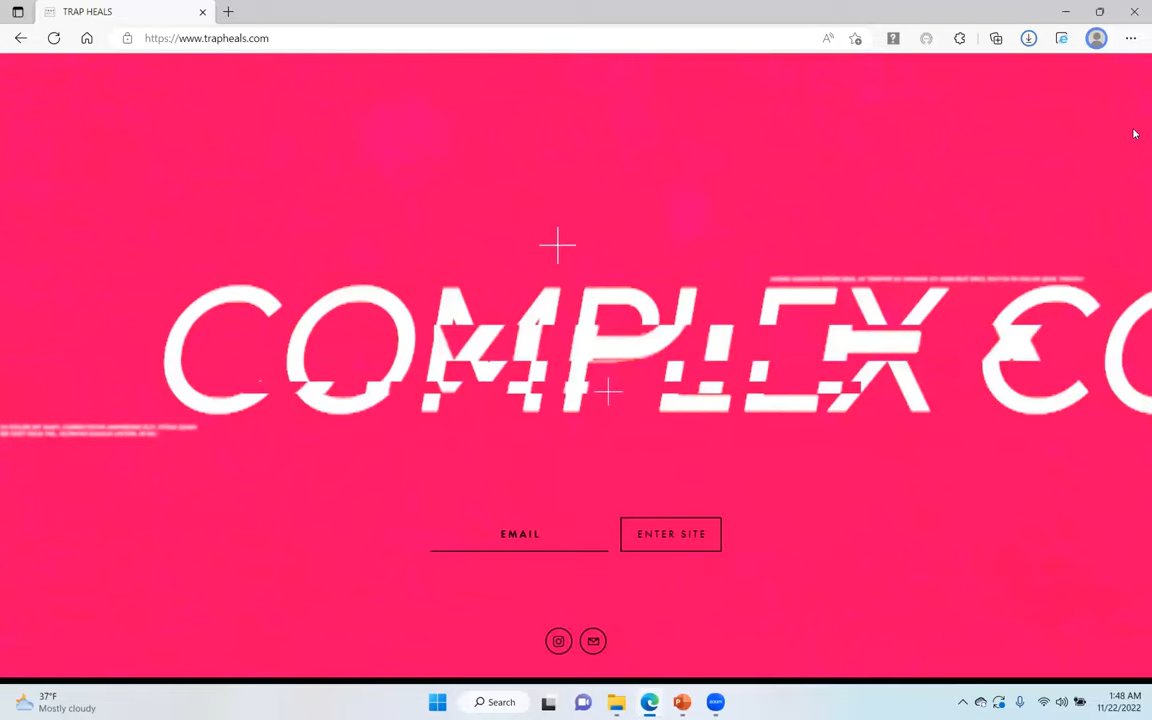 TRAP HEALS
https://www.trapheals.com
COMPLEX CO
EMAIL
ENTER SITE
37°F
Mostly cloudy
Search
1:48 AM
11/22/2022